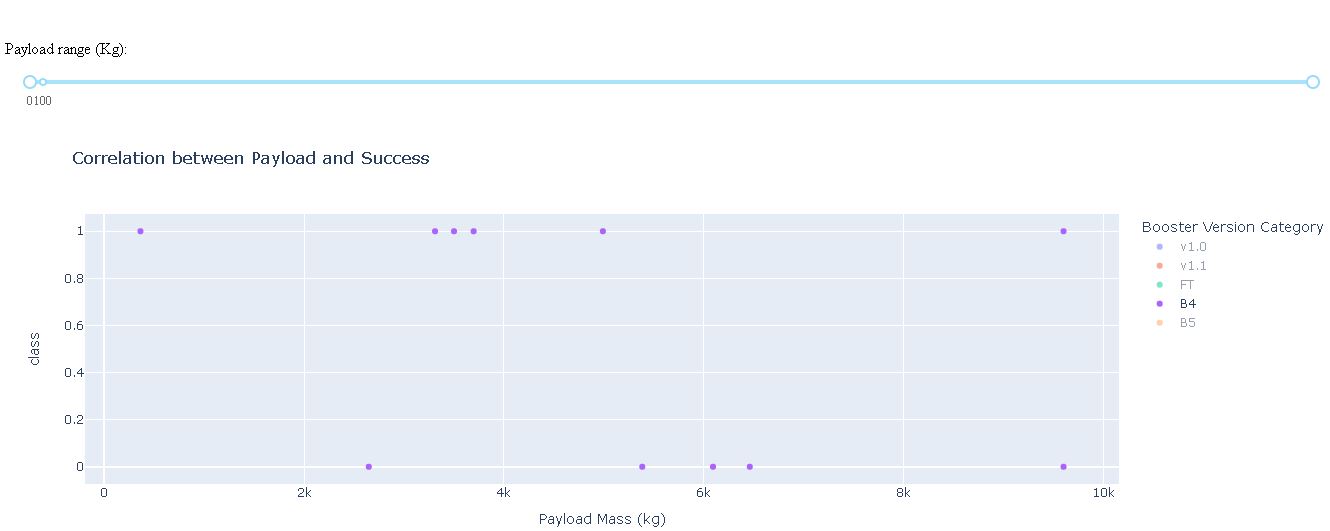 Payload range (Kg):
0100
Correlation between Payload and Success
Booster Version Category
v1.0
v1.1
FT
B4
B5
1
0.8
0.6
0.4
0.2
0
class
0
2k
4k
6k
8k
10k
Payload Mass (kg)